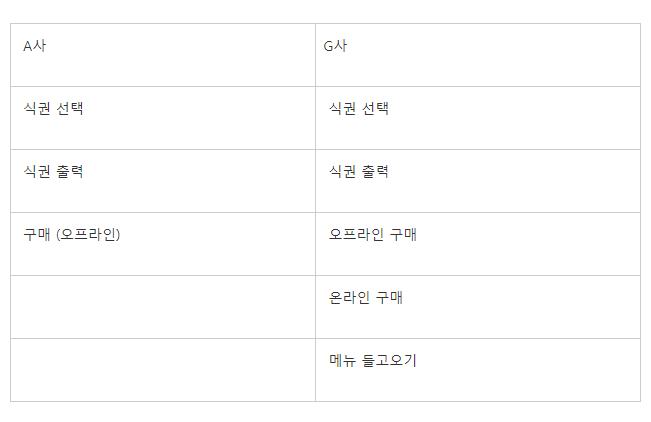 A사 G사
식권 선택 식권 선택
식권 출력 식권 출력
구매 (오프라인) 오프라인 구매
온라인 구매
메뉴 들고오기